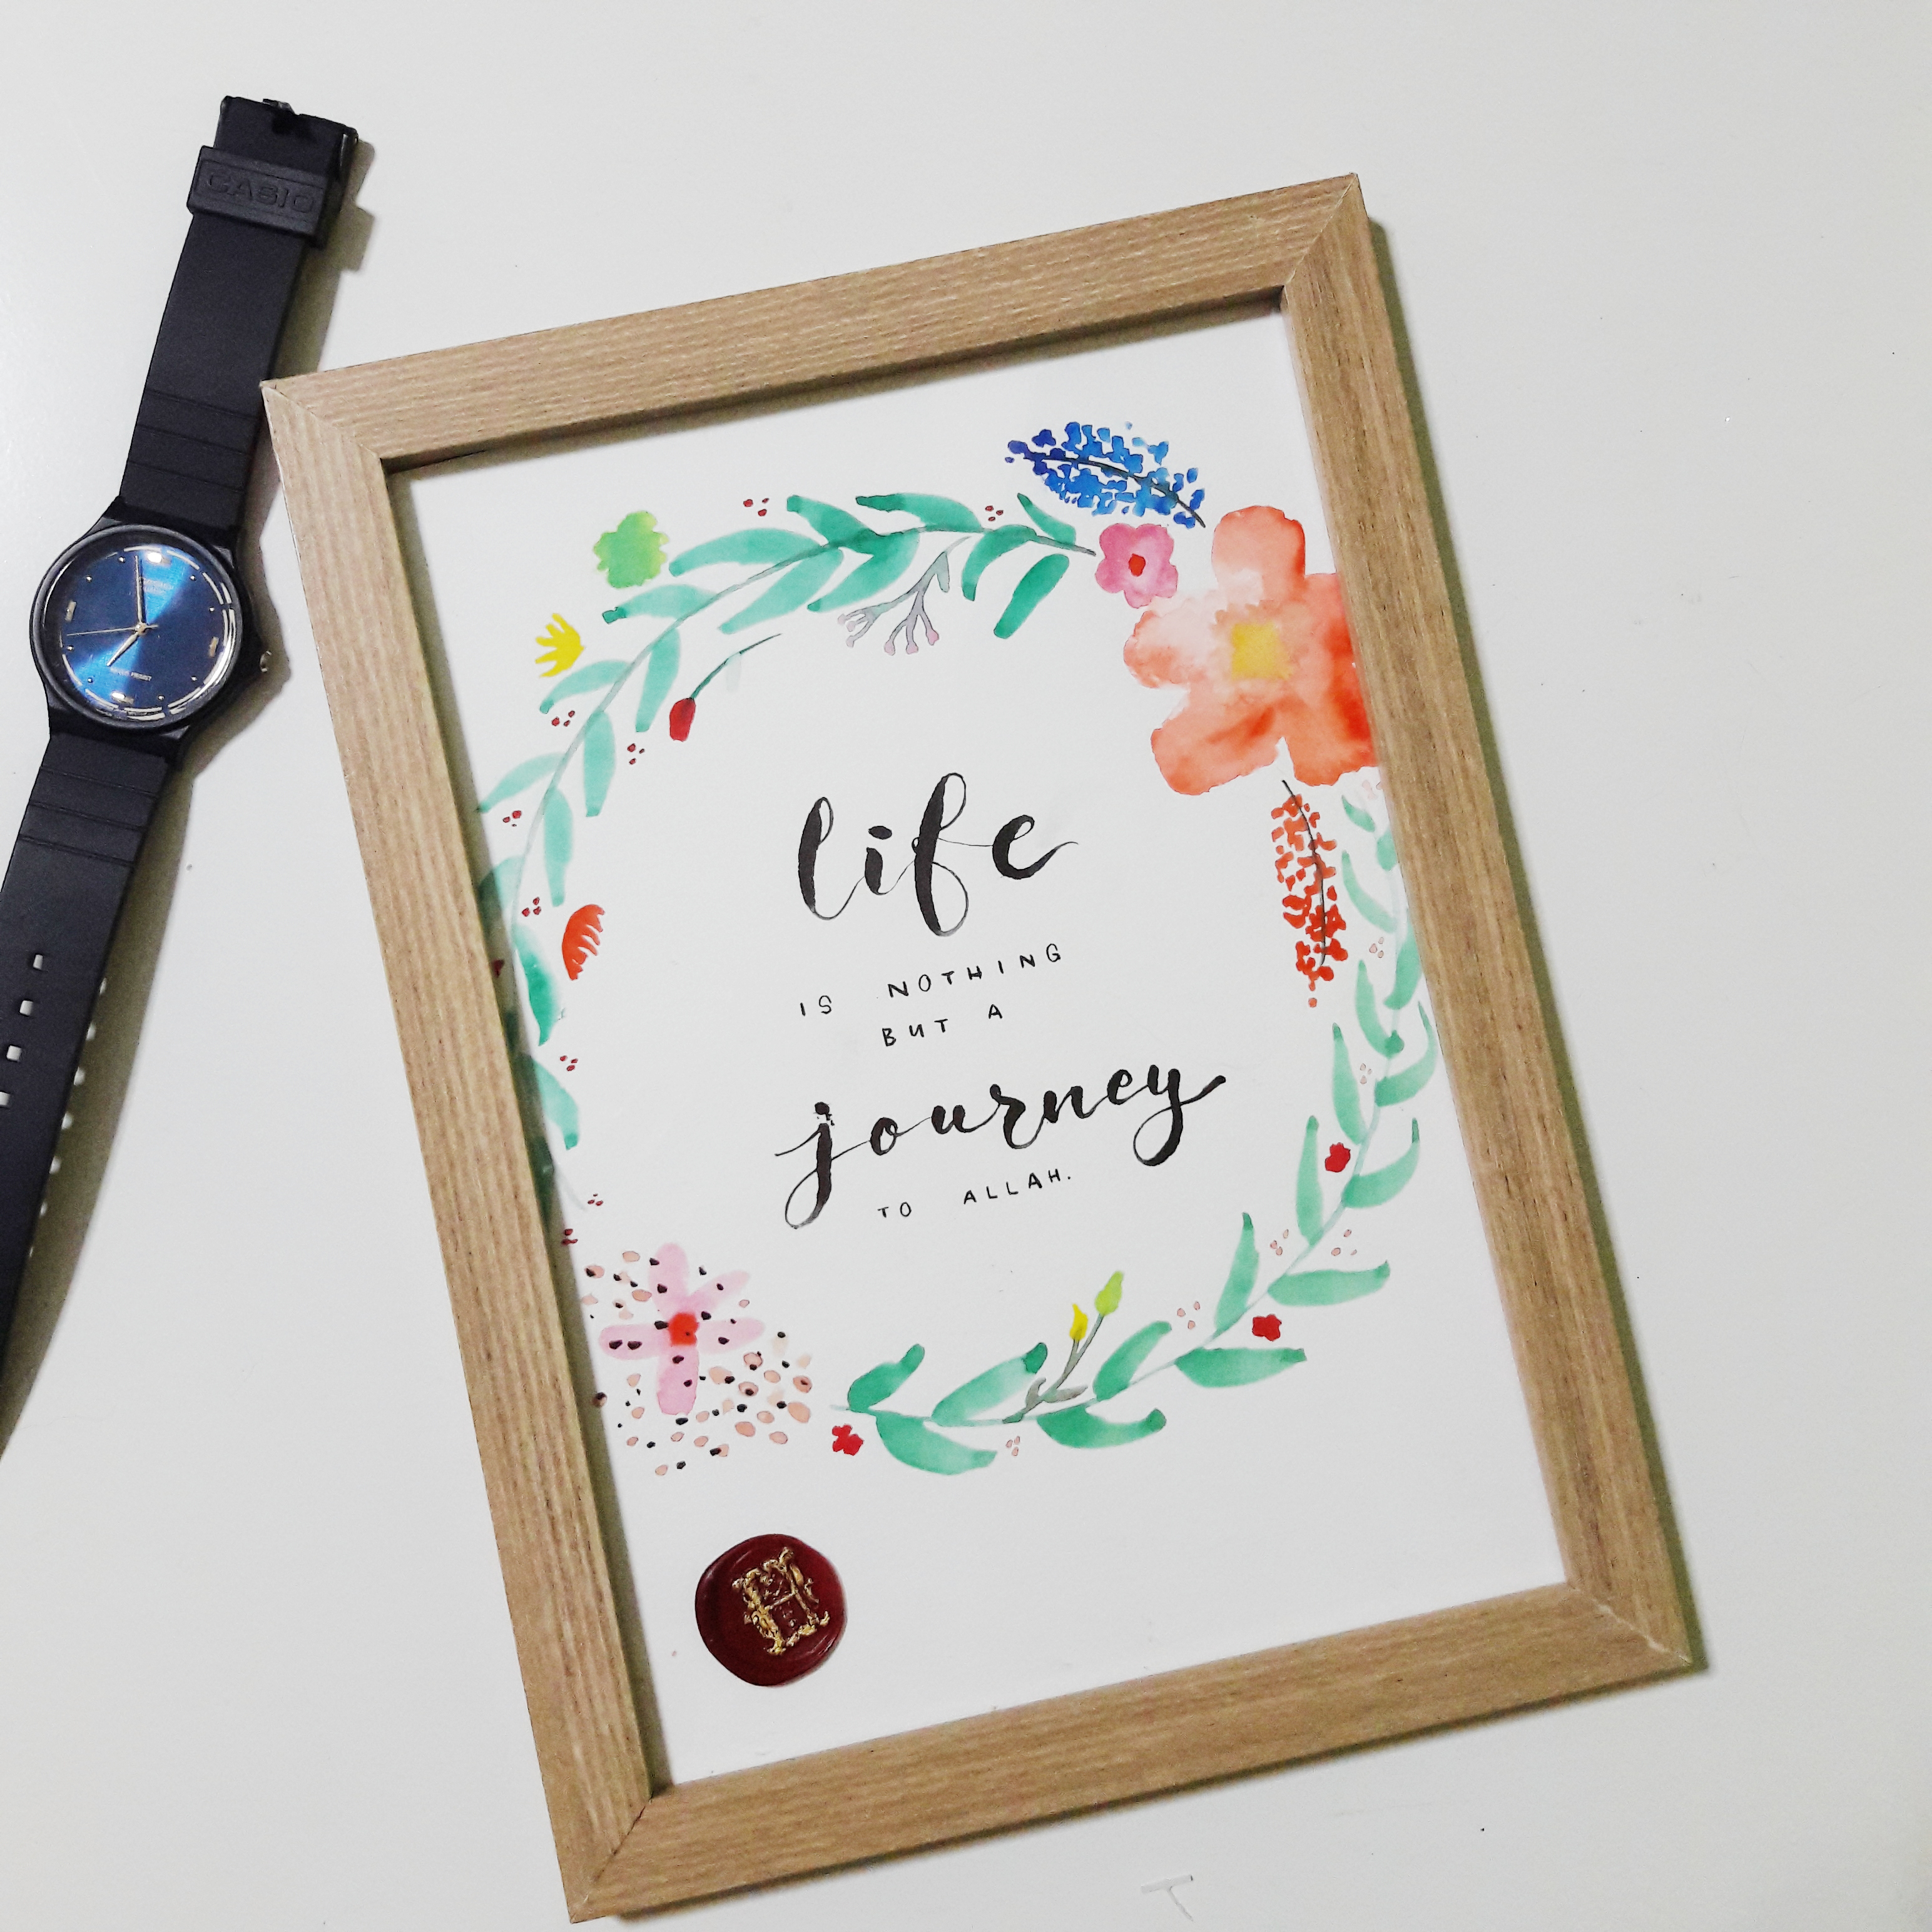 CASIO
life
IS NOTHING
BUT A
journey
TO ALLAH.
H